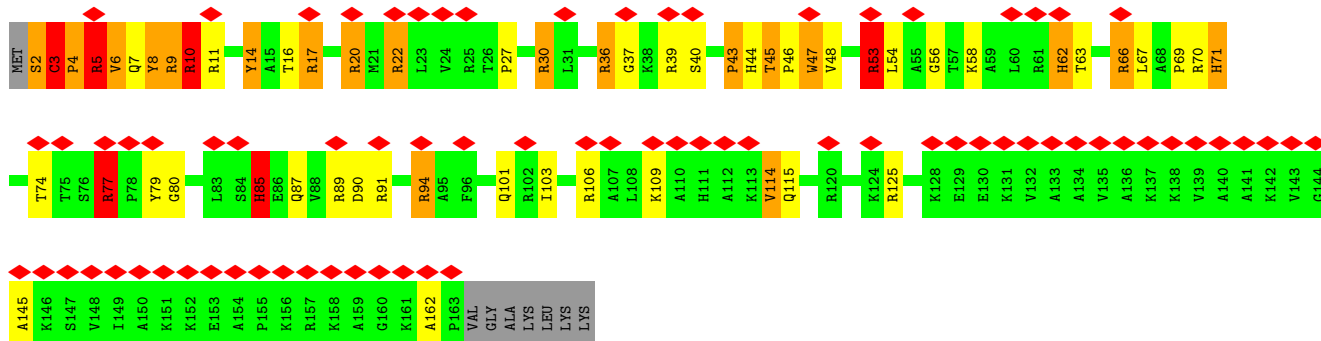 MET S2 C3 P4 R5 V6 Q7 Y8 R9 R10 R11 Y14 A15 T16 R17 R20 M21 R22 L23 V24 R25 T26 P27 R30 L31 R36 G37 K38 R39 S40 P43 H44 T45 P46 W47 V48 R53 L54 A55 G56 T57 K58 A59 L60 R61 H62 T63 R66 L67 A68 P69 R70 H71
T74 T75 S76 R77 P78 Y79 G80 L83 S84 H85 E86 Q87 V88 R89 D90 R91 R94 A95 F96 Q101 R102 I103 R106 A107 L108 K109 A110 H111 A112 K113 V114 Q115 R120 K124 R125 K128 E129 E130 K131 V132 A133 A134 V135 A136 K137 K138 V139 A140 A141 K142 V143 G144
A145 K146 S147 V148 I149 A150 K151 K152 E153 A154 P155 K156 R157 K158 A159 G160 K161 A162 P163 VAL GLY ALA LYS LEU LYS LYS